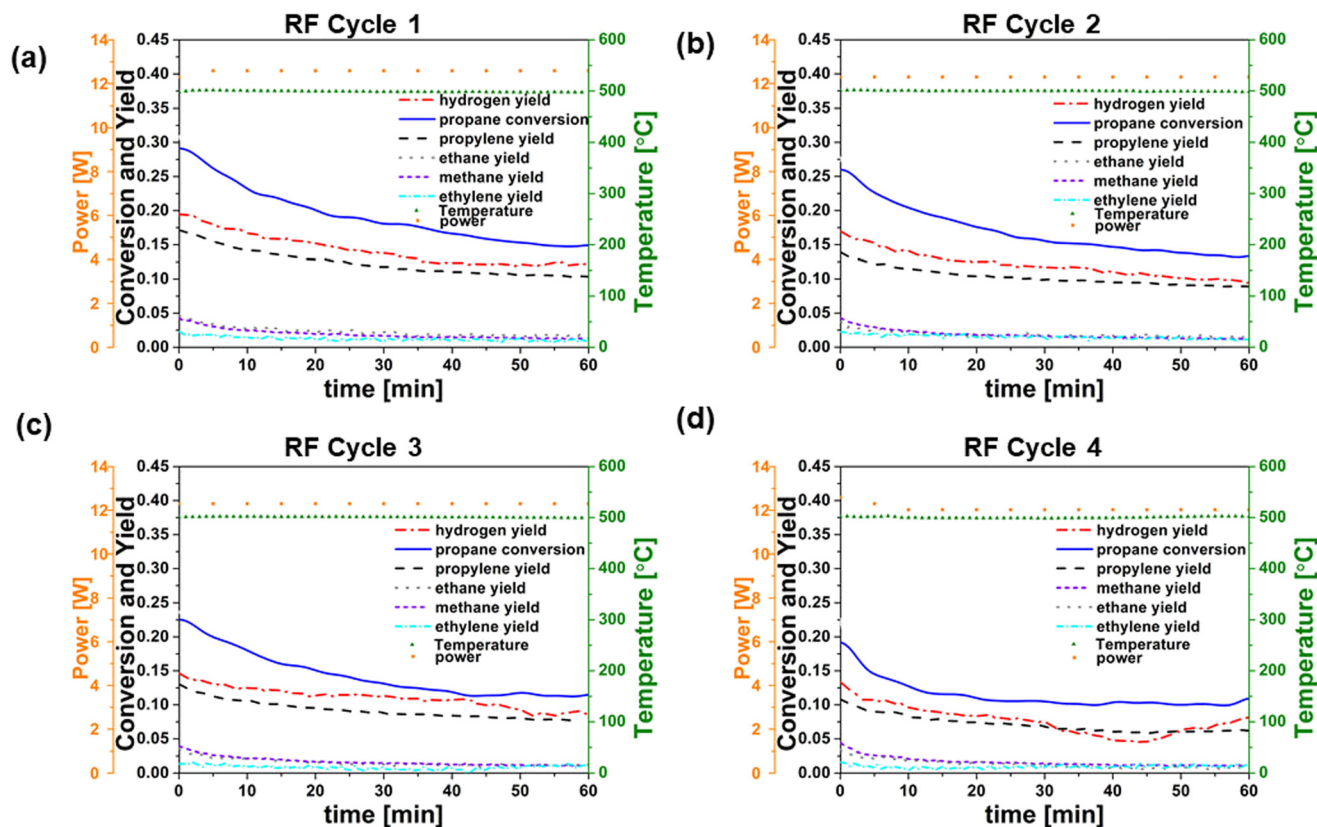 RF Cycle 1
(a)
14
12
10
8
6
4
2
0
Power [W]
Conversion and Yield
0.45
0.40
0.35
0.30
0.25
0.20
0.15
0.10
0.05
0.00
600
500
400
300
200
100
0
Temperature [°C]
hydrogen yield
propane conversion
propylene yield
ethane yield
methane yield
ethylene yield
Temperature
power
0 10 20 30 40 50 60
time [min]
RF Cycle 2
(b)
14
12
10
8
6
4
2
0
Power [W]
Conversion and Yield
0.45
0.40
0.35
0.30
0.25
0.20
0.15
0.10
0.05
0.00
600
500
400
300
200
100
0
Temperature [°C]
hydrogen yield
propane conversion
propylene yield
ethane yield
methane yield
ethylene yield
Temperature
power
0 10 20 30 40 50 60
time [min]
RF Cycle 3
(c)
14
12
10
8
6
4
2
0
Power [W]
Conversion and Yield
0.45
0.40
0.35
0.30
0.25
0.20
0.15
0.10
0.05
0.00
600
500
400
300
200
100
0
Temperature [°C]
hydrogen yield
propane conversion
propylene yield
ethane yield
methane yield
ethylene yield
Temperature
power
0 10 20 30 40 50 60
time [min]
RF Cycle 4
(d)
14
12
10
8
6
4
2
0
Power [W]
Conversion and Yield
0.45
0.40
0.35
0.30
0.25
0.20
0.15
0.10
0.05
0.00
600
500
400
300
200
100
0
Temperature [°C]
hydrogen yield
propane conversion
propylene yield
methane yield
ethane yield
ethylene yield
Temperature
power
0 10 20 30 40 50 60
time [min]